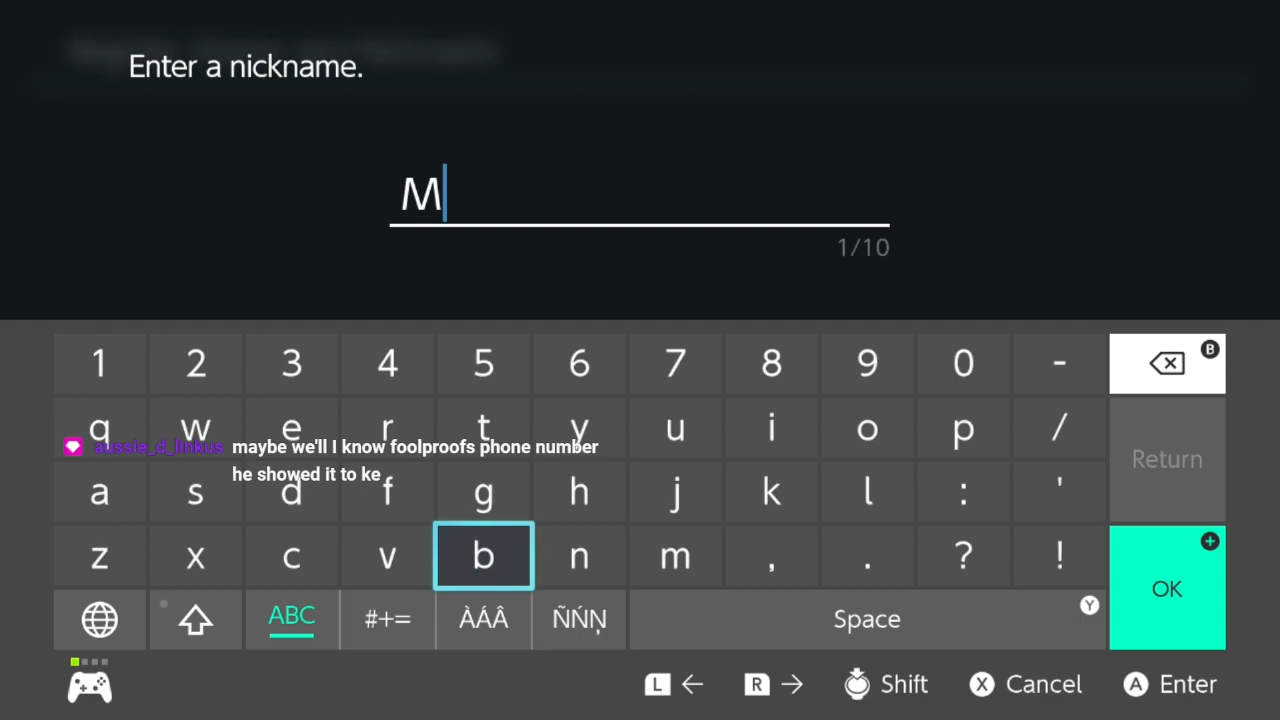 Enter a nickname.
M
1/10
1 2 3 4 5 6 7 8 9 0 -
B
q w e r t y u i o p /
aussie_d_linkus maybe we'll I know foolproofs phone number
he showed it to ke
Return
a s d f g h j k l : '
z x c v b n m , . ? !
OK
ABC #+= ÀÁÂ ÑŃŅ Space Y
L ← R → Shift X Cancel A Enter